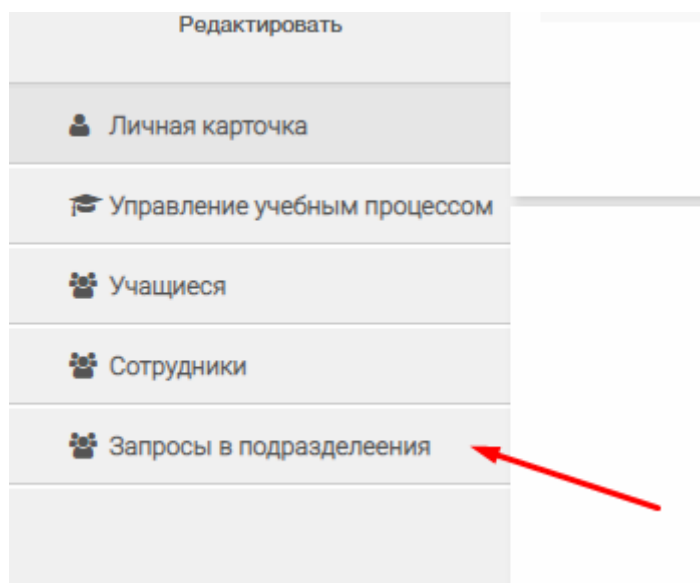 Редактировать
Личная карточка
Управление учебным процессом
Учащиеся
Сотрудники
Запросы в подразделеения